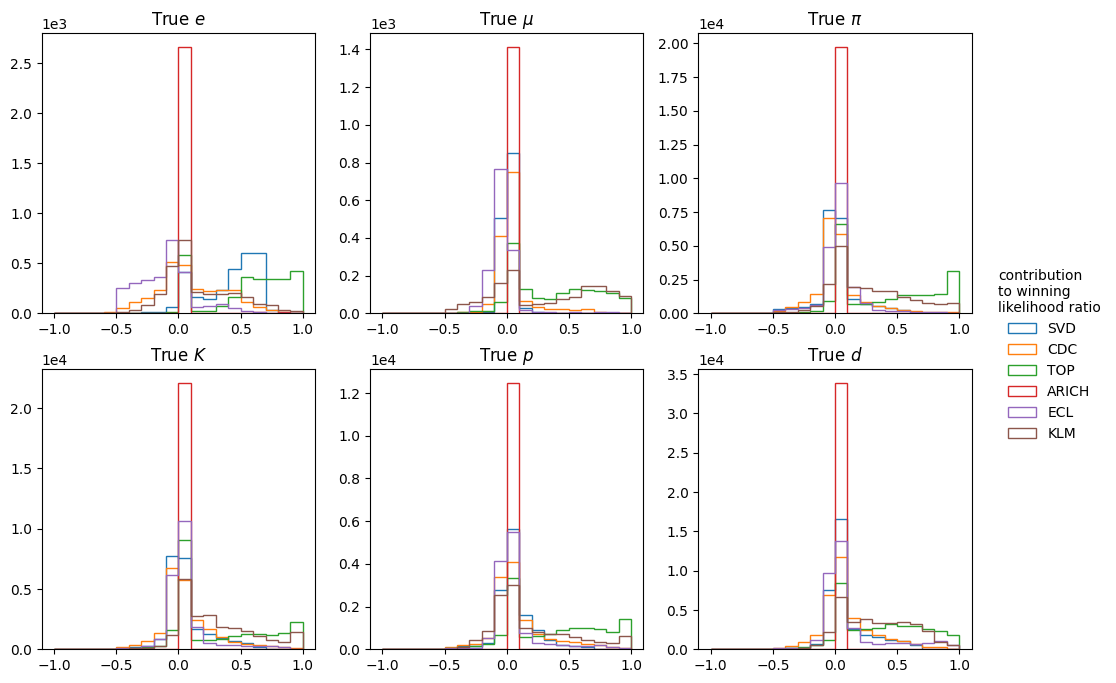 True e
1e3
2.5
2.0
1.5
1.0
0.5
0.0
−1.0 −0.5 0.0 0.5 1.0
True μ
1e3
1.4
1.2
1.0
0.8
0.6
0.4
0.2
0.0
−1.0 −0.5 0.0 0.5 1.0
True π
1e4
2.00
1.75
1.50
1.25
1.00
0.75
0.50
0.25
0.00
−1.0 −0.5 0.0 0.5 1.0
True K
1e4
2.0
1.5
1.0
0.5
0.0
−1.0 −0.5 0.0 0.5 1.0
True p
1e4
1.2
1.0
0.8
0.6
0.4
0.2
0.0
−1.0 −0.5 0.0 0.5 1.0
True d
1e4
3.5
3.0
2.5
2.0
1.5
1.0
0.5
0.0
−1.0 −0.5 0.0 0.5 1.0
contribution
to winning
likelihood ratio
SVD
CDC
TOP
ARICH
ECL
KLM